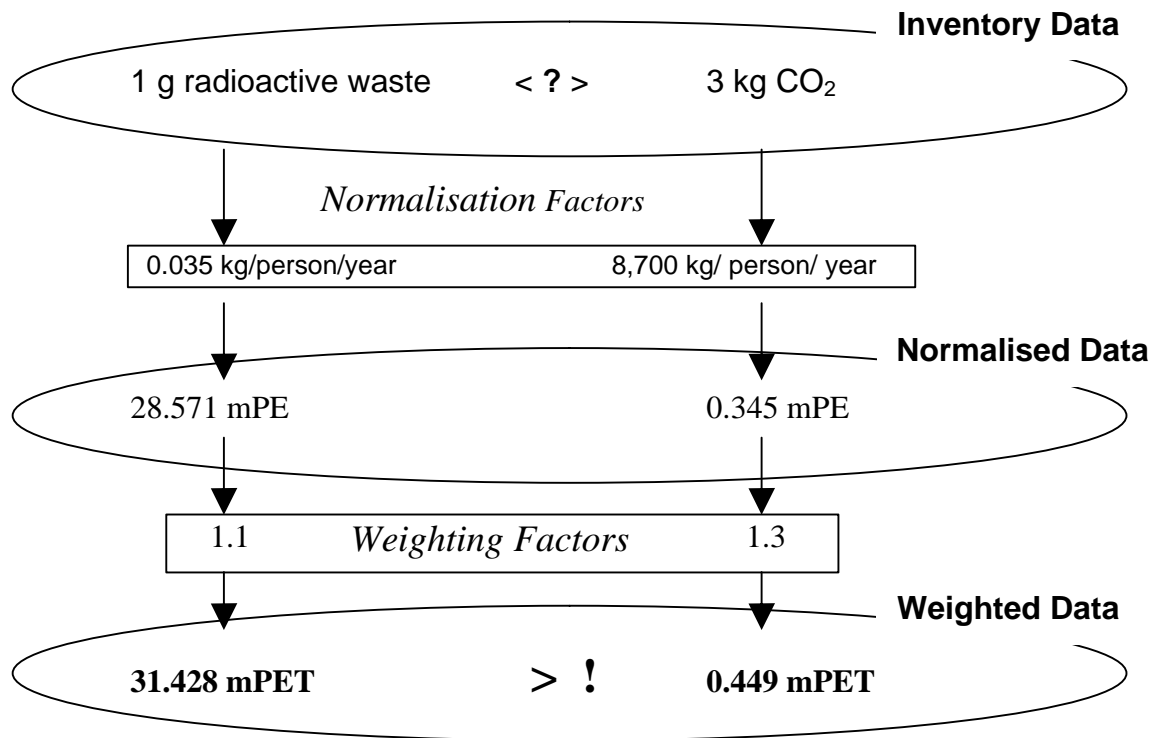 Inventory Data
1 g radioactive waste < ? > 3 kg CO₂
Normalisation Factors
0.035 kg/person/year 8,700 kg/ person/ year
Normalised Data
28.571 mPE 0.345 mPE
1.1 Weighting Factors 1.3
Weighted Data
31.428 mPET > ! 0.449 mPET